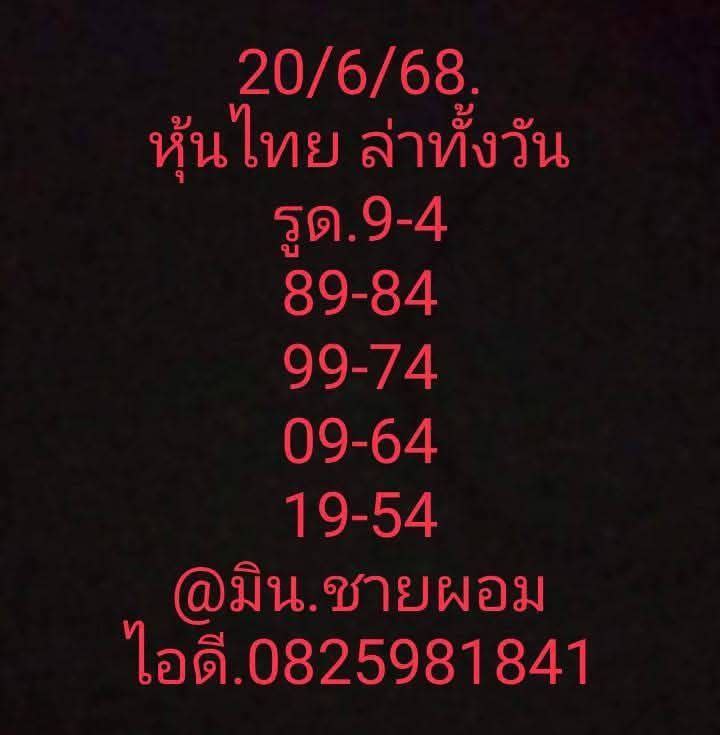 20/6/68.
หุ้นไทย ล่าทั้งวัน
รูด.9-4
89-84
99-74
09-64
19-54
@มิน.ชายผอม
ไอดี.0825981841